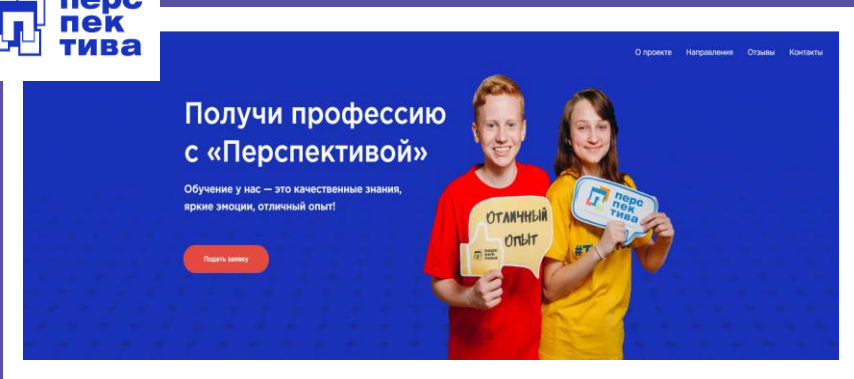 перс
пек
тива
О проекте Направления Отзывы Контакты
Получи профессию
с «Перспективой»
Обучение у нас — это качественные знания,
яркие эмоции, отличный опыт!
Подать заявку
ОТЛИЧНЫЙ
ОПЫТ
перс
пек
тива
перс
пек
тива
#Т